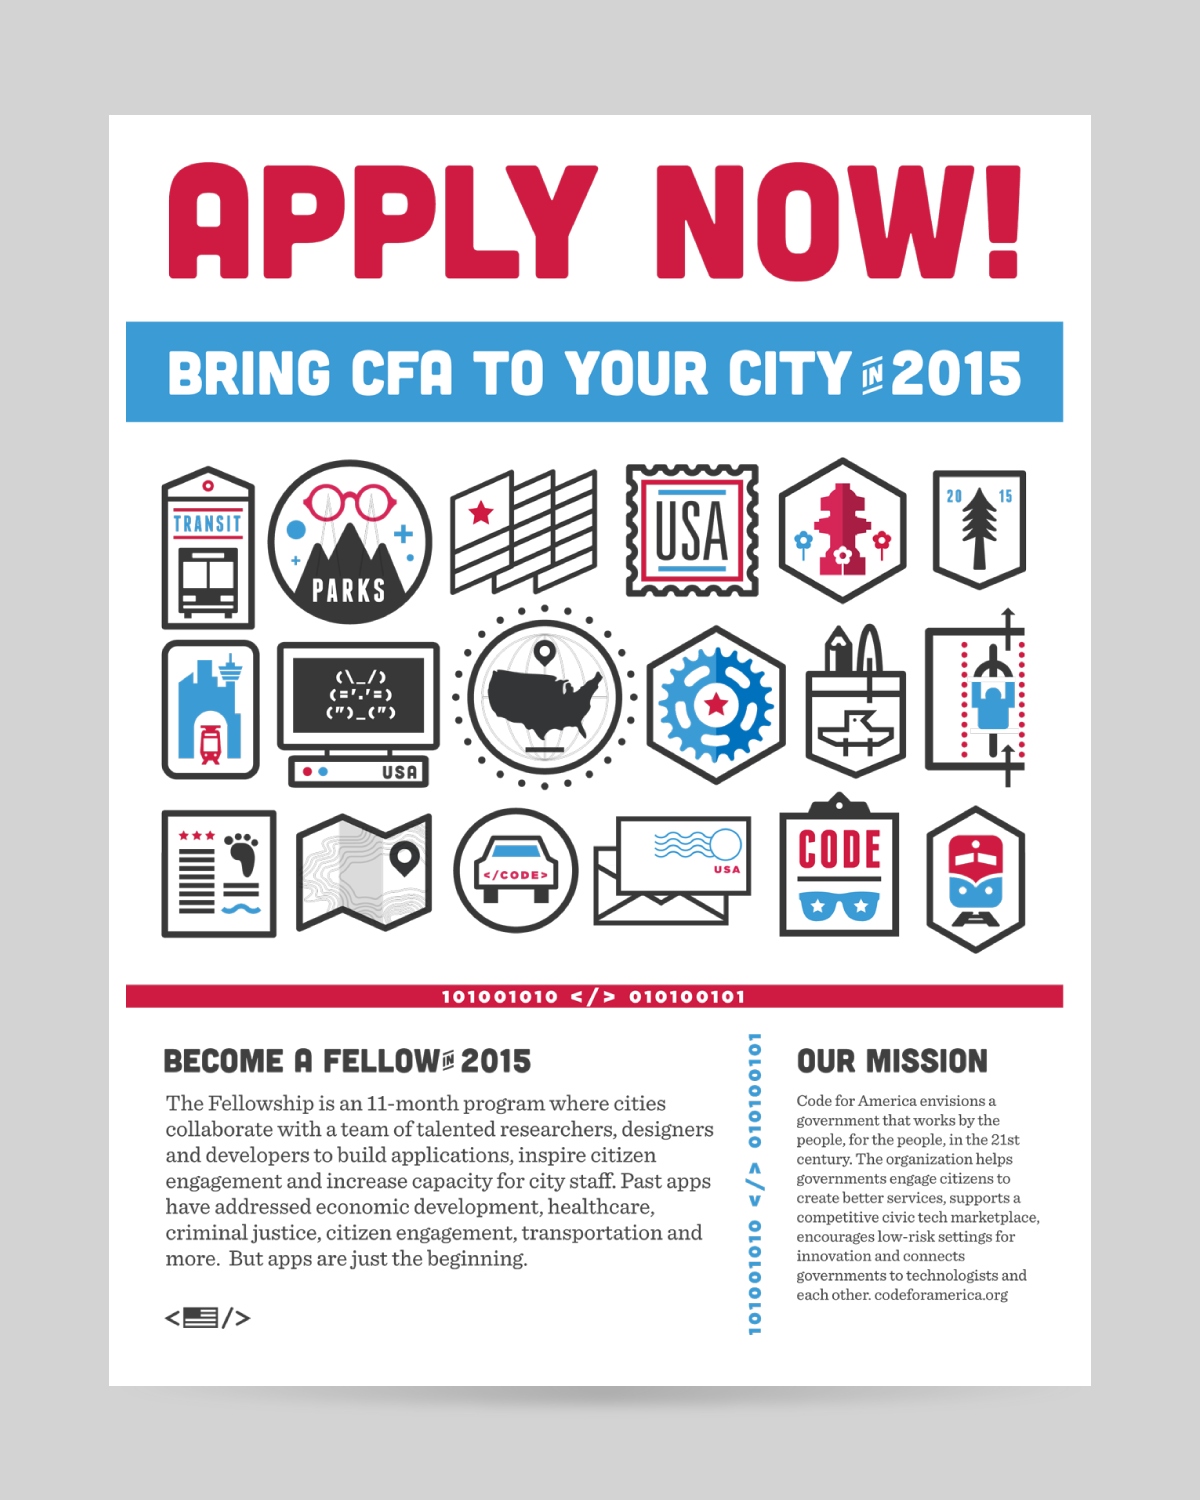 APPLY NOW!
BRING CFA TO YOUR CITY IN 2015
TRANSIT
PARKS
USA
20 15
(\_/)
(='.'=)
(")_(")
USA
</CODE>
USA
CODE
101001010 </> 010100101
BECOME A FELLOW IN 2015
The Fellowship is an 11-month program where cities
collaborate with a team of talented researchers, designers
and developers to build applications, inspire citizen
engagement and increase capacity for city staff. Past apps
have addressed economic development, healthcare,
criminal justice, citizen engagement, transportation and
more.  But apps are just the beginning.
< />
101001010 </> 010100101
OUR MISSION
Code for America envisions a
government that works by the
people, for the people, in the 21st
century. The organization helps
governments engage citizens to
create better services, supports a
competitive civic tech marketplace,
encourages low-risk settings for
innovation and connects
governments to technologists and
each other. codeforamerica.org